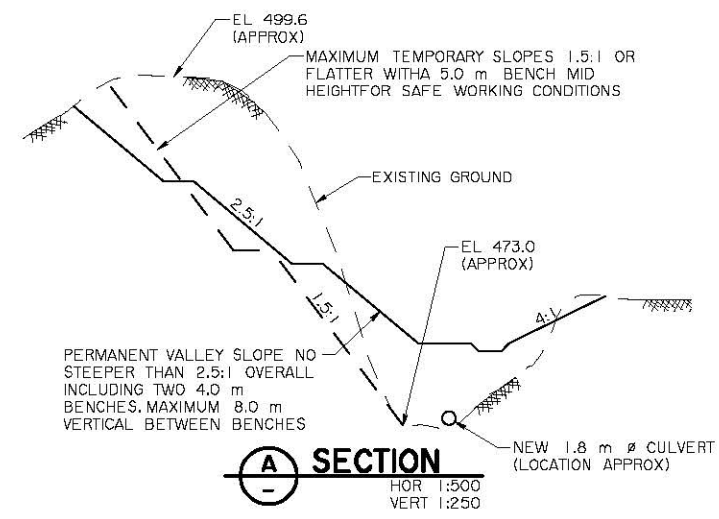 EL 499.6
(APPROX)
MAXIMUM TEMPORARY SLOPES 1.5:1 OR
FLATTER WITHA 5.0 m BENCH MID
HEIGHTFOR SAFE WORKING CONDITIONS
EXISTING GROUND
2.5:1
EL 473.0
(APPROX)
1.5:1
4:1
PERMANENT VALLEY SLOPE NO
STEEPER THAN 2.5:1 OVERALL
INCLUDING TWO 4.0 m
BENCHES. MAXIMUM 8.0 m
VERTICAL BETWEEN BENCHES
NEW 1.8 m ø CULVERT
(LOCATION APPROX)
A
-
SECTION
HOR 1:500
VERT 1:250